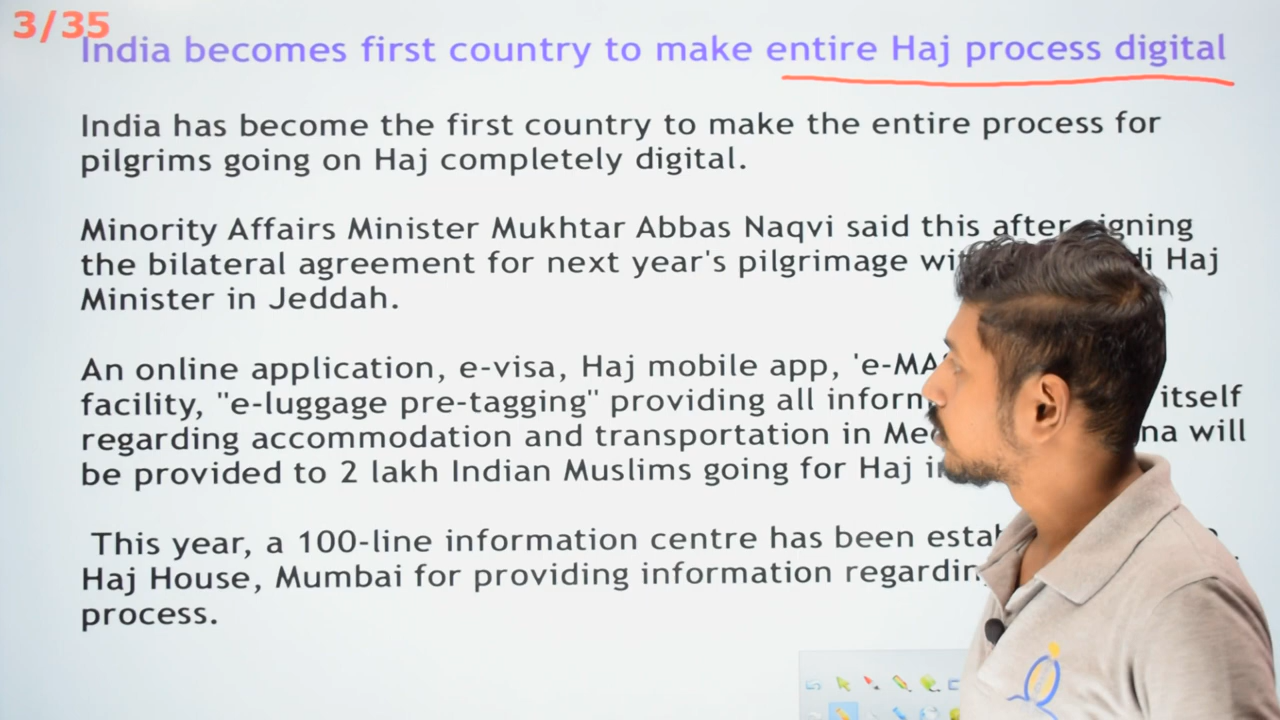 3/35
India becomes first country to make entire Haj process digital
India has become the first country to make the entire process for
pilgrims going on Haj completely digital.
Minority Affairs Minister Mukhtar Abbas Naqvi said this after signing
the bilateral agreement for next year's pilgrimage Haj
Minister in Jeddah.
An online application, e-visa, Haj mobile app,
facility, "e-luggage pre-tagging" providing all itself
regarding accommodation and transportation in will
be provided to 2 lakh Indian Muslims going for Haj
This year, a 100-line information centre has been
Haj House, Mumbai for providing information
process.